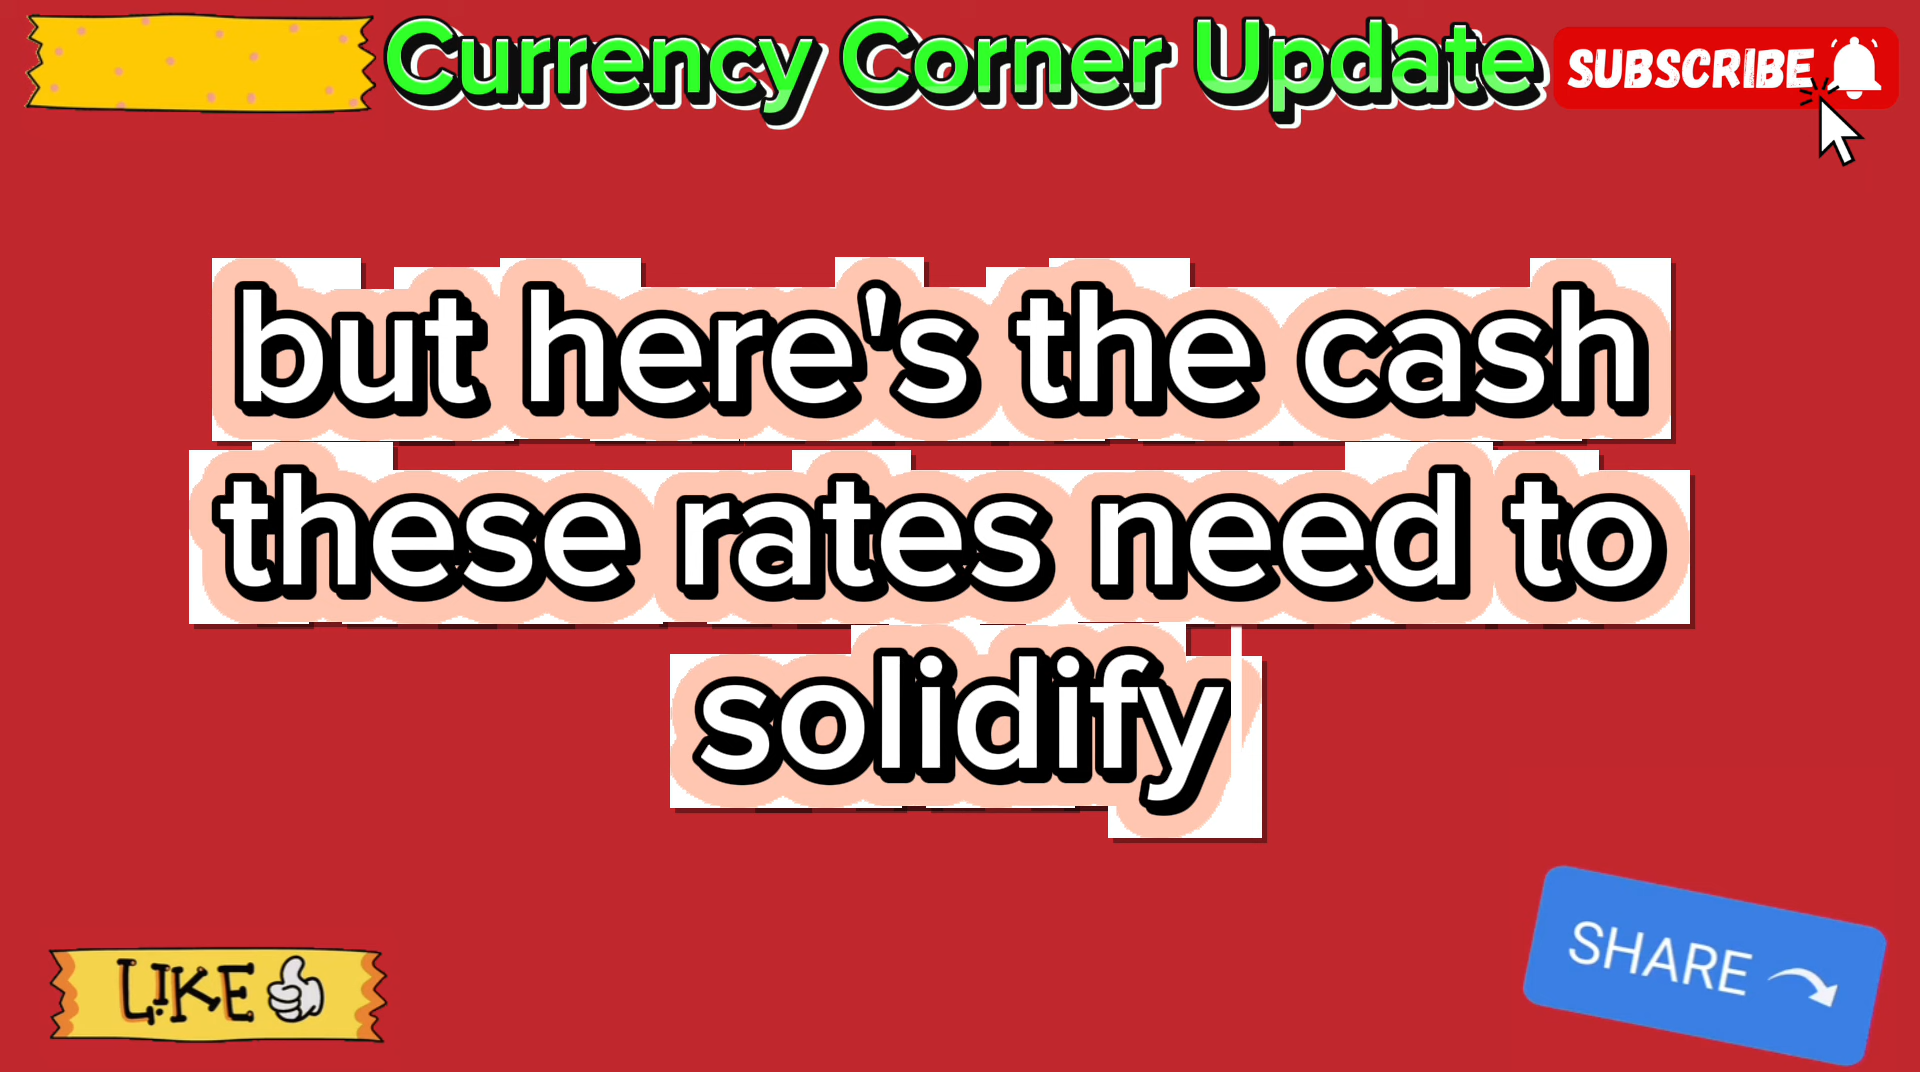 Currency Corner Update
SUBSCRIBE
but here's the cash
these rates need to
solidify
LIKE
SHARE